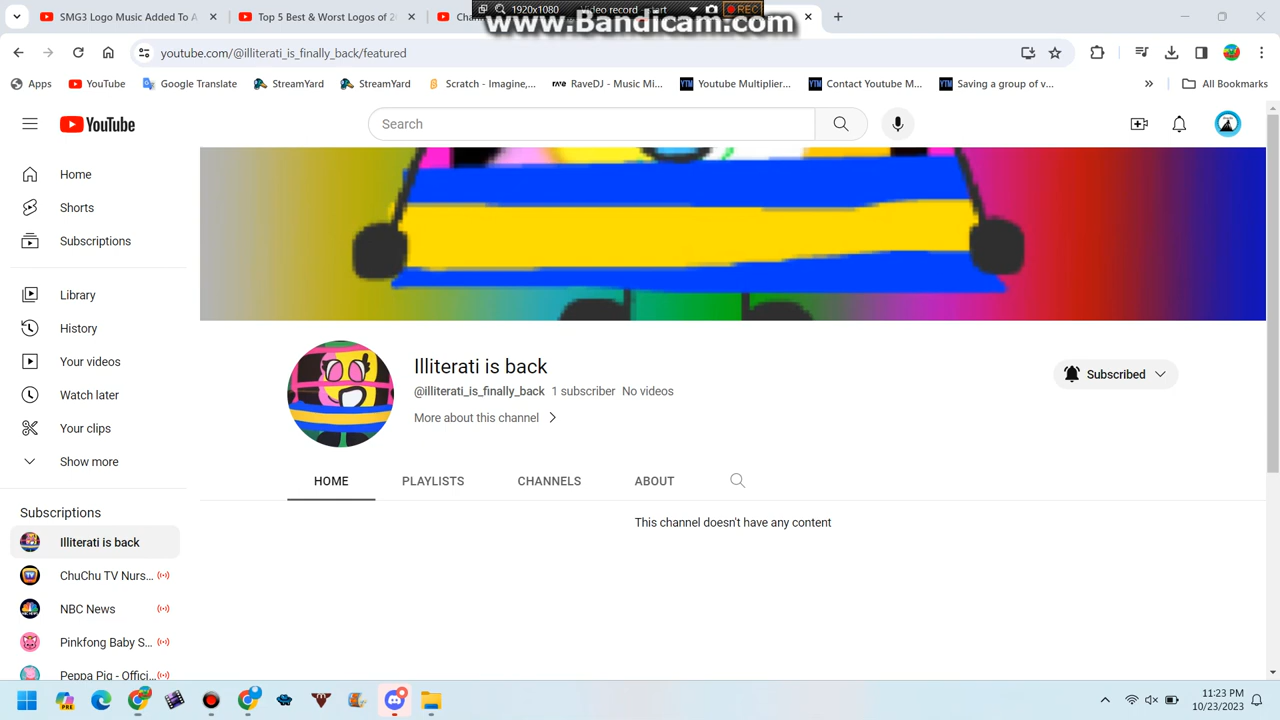 SMG3 Logo Music Added To A
Top 5 Best & Worst Logos of 2
Cha
1920x1080
Video record - start
REC
www.Bandicam.com
youtube.com/@illiterati_is_finally_back/featured
Apps
YouTube
Google Translate
StreamYard
StreamYard
Scratch - Imagine,...
RaveDJ - Music Mi...
Youtube Multiplier...
Contact Youtube M...
Saving a group of v...
»
All Bookmarks
YouTube
Search
Home
Shorts
Subscriptions
Library
History
Your videos
Watch later
Your clips
Show more
Subscriptions
Illiterati is back
ChuChu TV Nurs...
NBC News
Pinkfong Baby S...
Peppa Pig - Offici...
Illiterati is back
@illiterati_is_finally_back 1 subscriber No videos
More about this channel
Subscribed
HOME PLAYLISTS CHANNELS ABOUT
This channel doesn't have any content
11:23 PM
10/23/2023